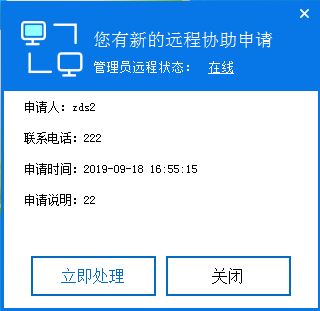 您有新的远程协助申请
管理员远程状态： 在线
申请人：zds2
联系电话：222
申请时间：2019-09-18 16:55:15
申请说明：22
立即处理
关闭